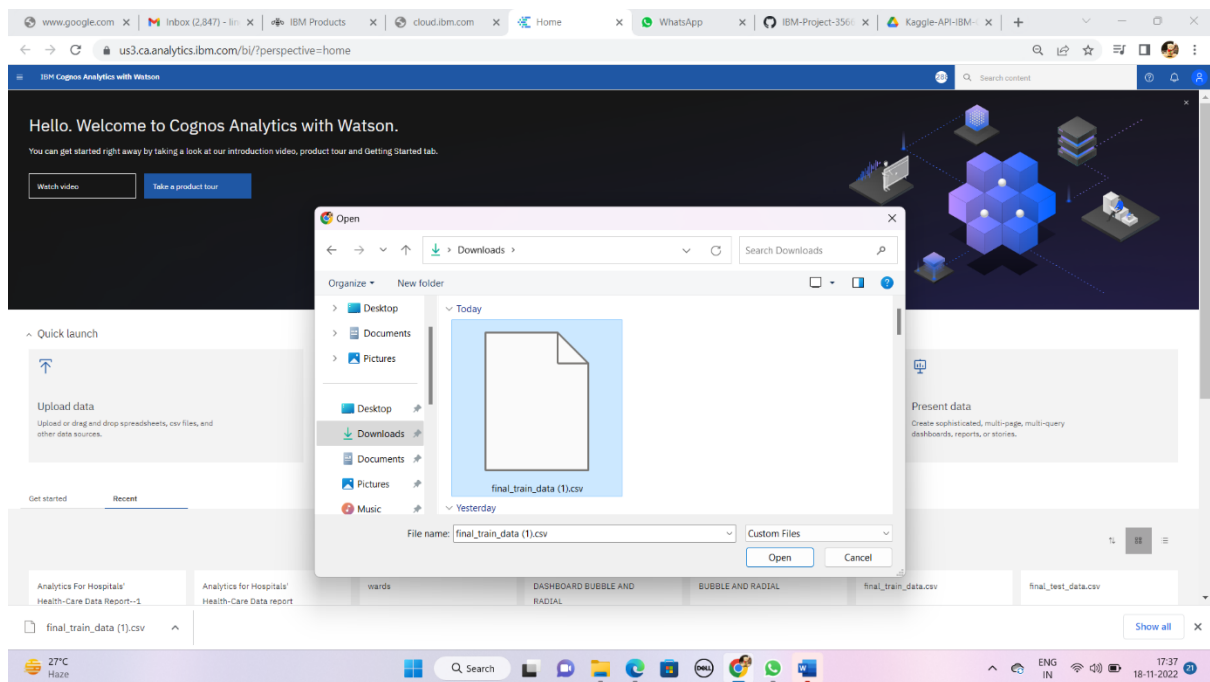 www.google.com
Inbox (2,847) - lin
IBM Products
cloud.ibm.com
Home
WhatsApp
IBM-Project-3560
Kaggle-API-IBM-
us3.ca.analytics.ibm.com/bi/?perspective=home
IBM Cognos Analytics with Watson
Search content
Hello. Welcome to Cognos Analytics with Watson.
You can get started right away by taking a look at our introduction video, product tour and Getting Started tab.
Watch video
Take a product tour
Open
Downloads
Search Downloads
Organize
New folder
Desktop
Documents
Pictures
Desktop
Downloads
Documents
Pictures
Music
Today
final_train_data (1).csv
Yesterday
File name:
final_train_data (1).csv
Custom Files
Open
Cancel
Quick launch
Upload data
Upload or drag and drop spreadsheets, csv files, and
other data sources.
Present data
Create sophisticated, multi-page, multi-query
dashboards, reports, or stories.
Get started
Recent
Analytics For Hospitals'
Health-Care Data Report--1
Analytics for Hospitals'
Health-Care Data report
wards
DASHBOARD BUBBLE AND
RADIAL
BUBBLE AND RADIAL
final_train_data.csv
final_test_data.csv
final_train_data (1).csv
Show all
27°C
Haze
Search
DELL
ENG
IN
17:37
18-11-2022
21